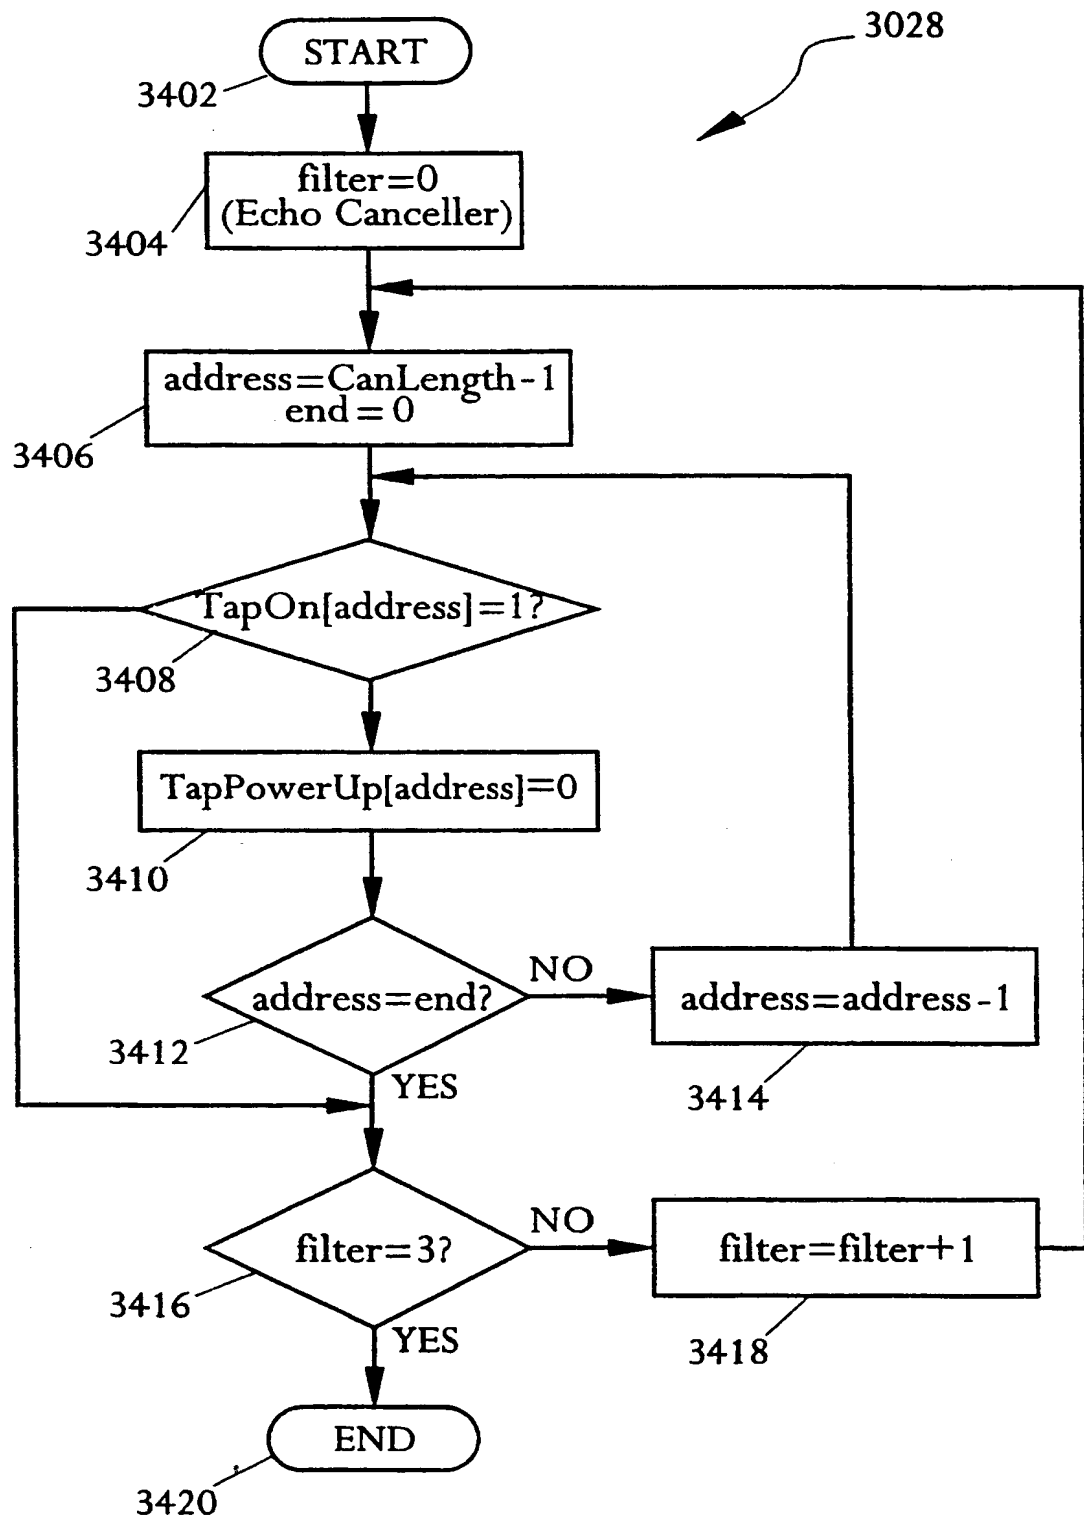 3028
START
3402
filter=0
(Echo Canceller)
3404
address=CanLength-1
end=0
3406
TapOn[address]=1?
3408
TapPowerUp[address]=0
3410
address=end?
NO
address=address-1
3412
YES
3414
filter=3?
NO
filter=filter+1
3416
YES
3418
END
3420